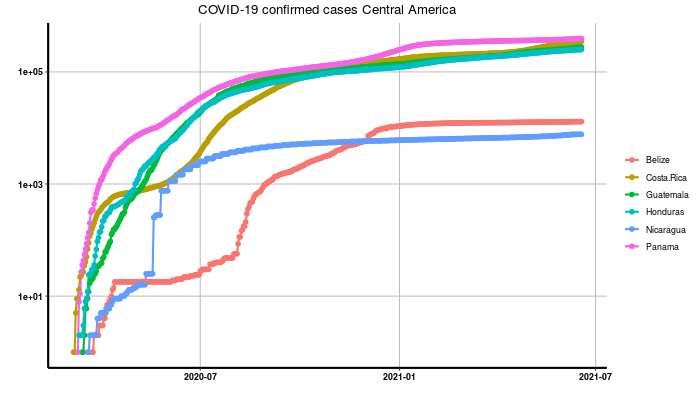 COVID-19 confirmed cases Central America
1e+05
1e+03
1e+01
2020-07
2021-01
2021-07
Belize
Costa.Rica
Guatemala
Honduras
Nicaragua
Panama